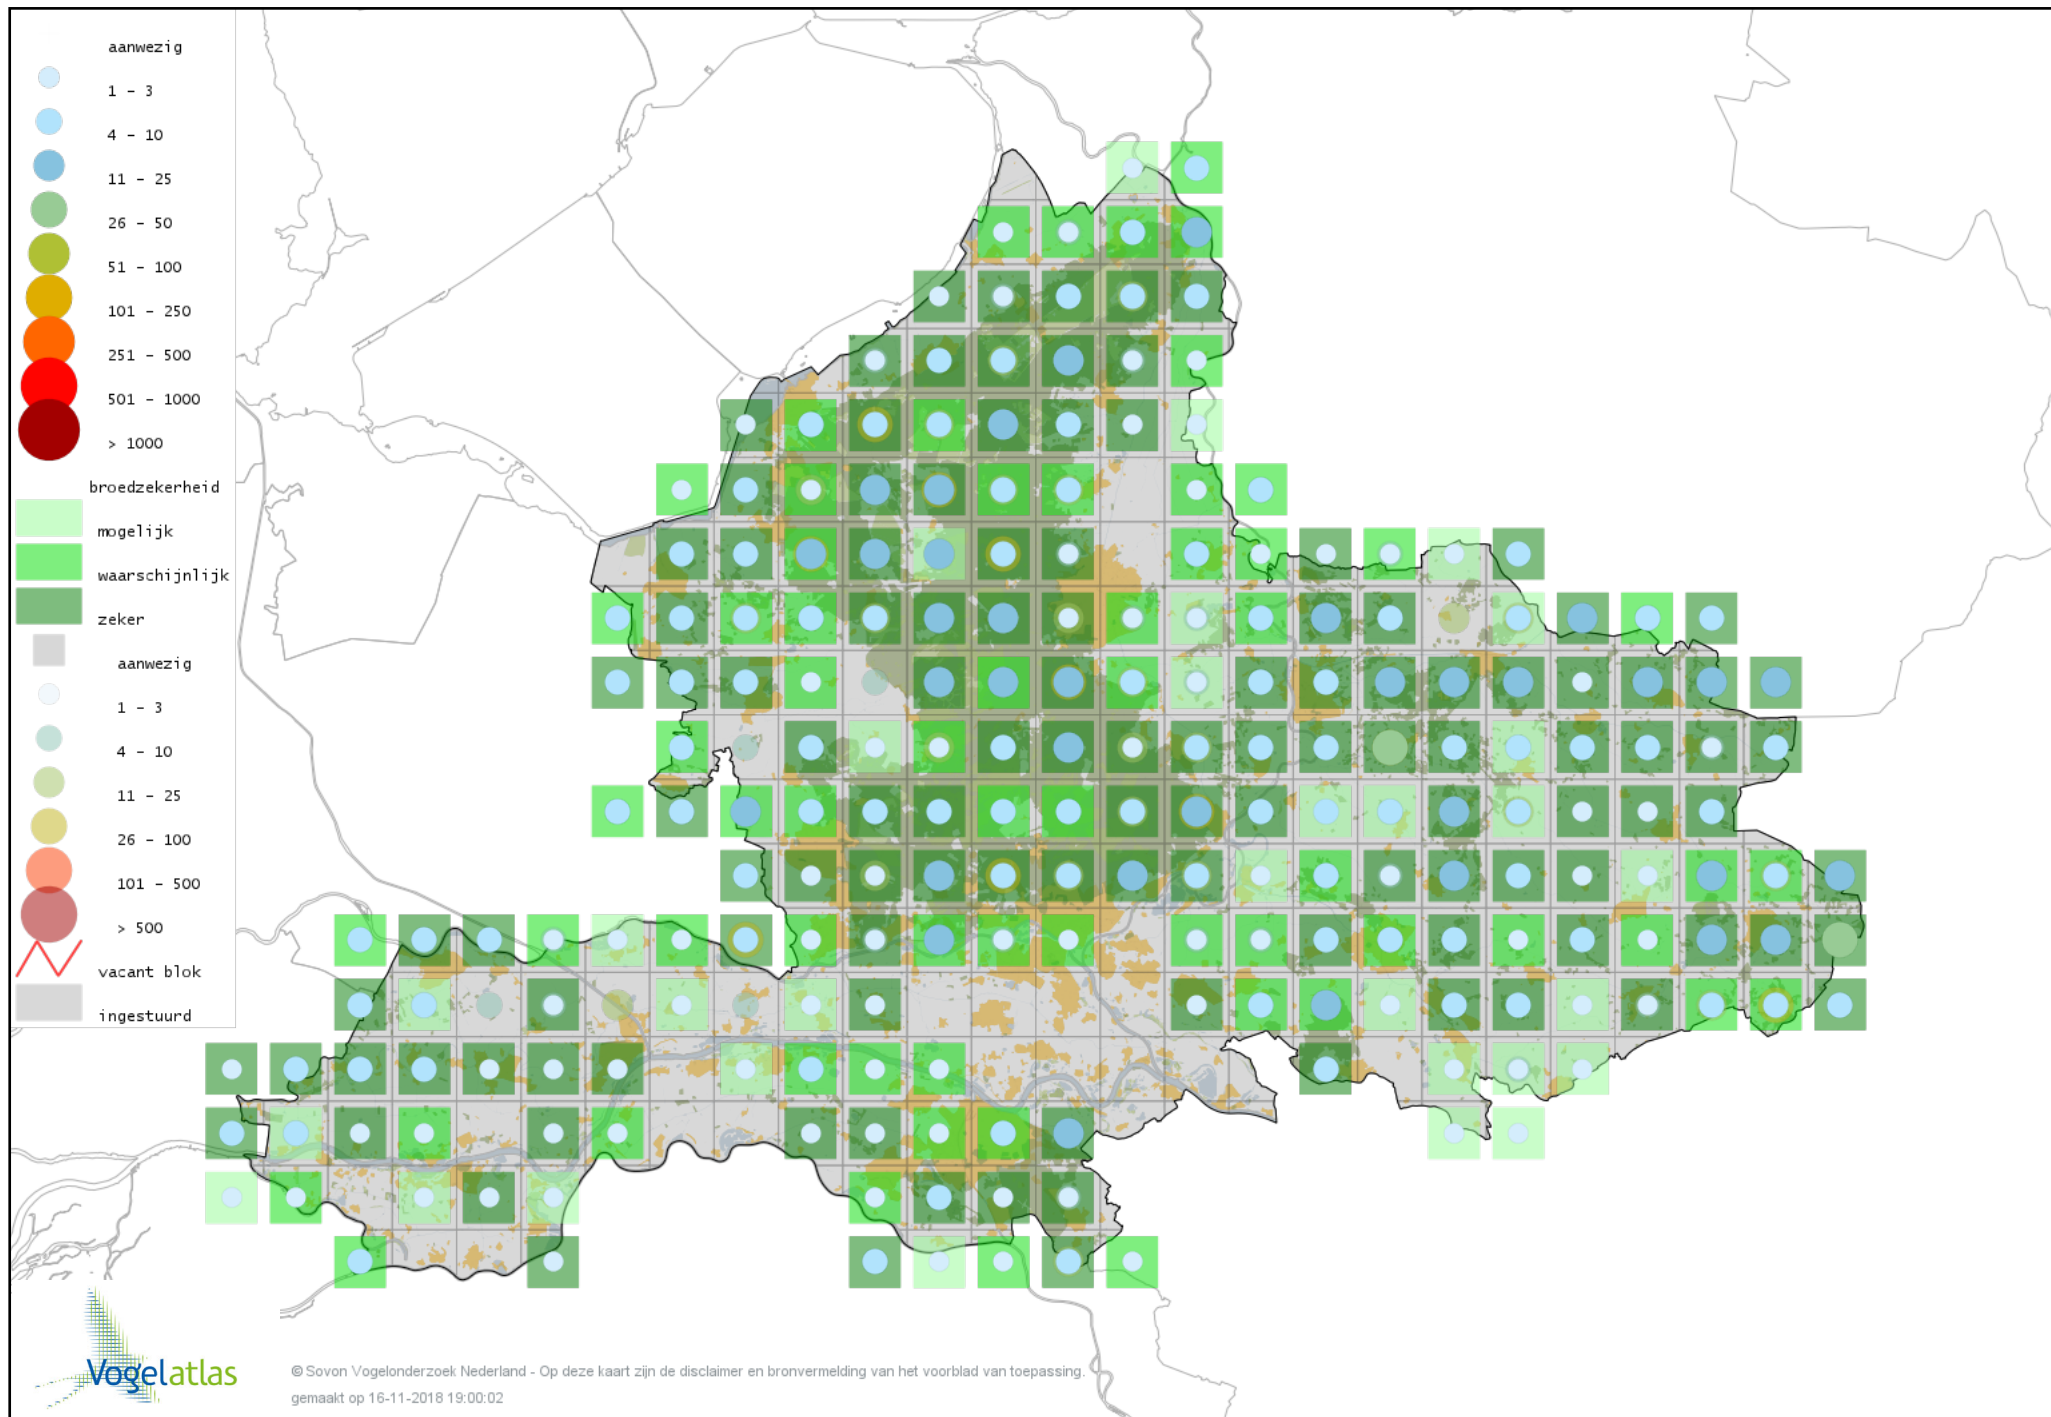 aanwezig
1 - 3
4 - 10
11 - 25
26 - 50
51 - 100
101 - 250
251 - 500
501 - 1000
> 1000
broedzekerheid
mogelijk
waarschijnlijk
zeker
aanwezig
1 - 3
4 - 10
11 - 25
26 - 100
101 - 500
> 500
vacant blok
ingestuurd
Vogelatlas
© Sovon Vogelonderzoek Nederland - Op deze kaart zijn de disclaimer en bronvermelding van het voorblad van toepassing.
gemaakt op 16-11-2018 19:00:02